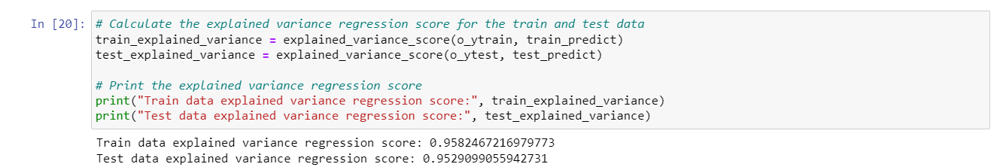 In [20]: # Calculate the explained variance regression score for the train and test data
train_explained_variance = explained_variance_score(o_ytrain, train_predict)
test_explained_variance = explained_variance_score(o_ytest, test_predict)
# Print the explained variance regression score
print("Train data explained variance regression score:", train_explained_variance)
print("Test data explained variance regression score:", test_explained_variance)
Train data explained variance regression score: 0.9582467216979773
Test data explained variance regression score: 0.9529099055942731